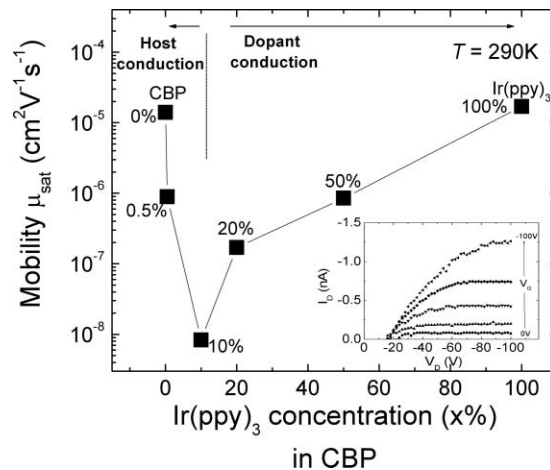 Host
conduction
Dopant
conduction
T = 290K
CBP
Ir(ppy)3
10^-4
0%
100%
10^-5
50%
10^-6
0.5%
20%
10^-7
10^-8
10%
Mobility μsat (cm²V⁻¹s⁻¹)
-1.5
-100V
-1.0
VG
-0.5
0V
0.0
ID (nA)
0 -20 -40 -60 -80 -100
VD (V)
0 20 40 60 80 100
Ir(ppy)3 concentration (x%)
in CBP